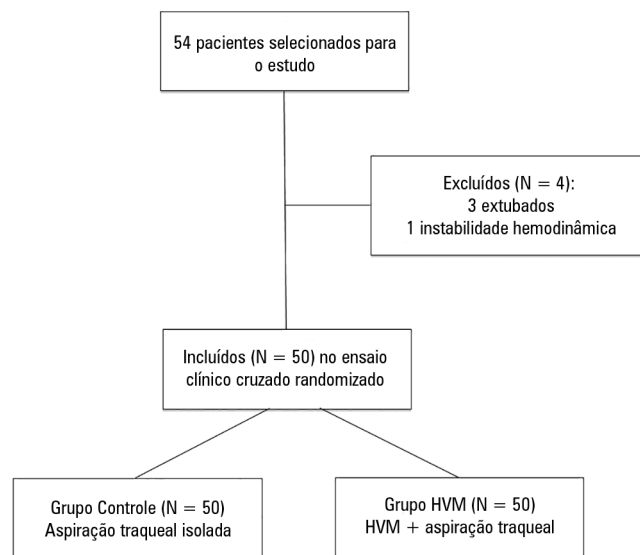 54 pacientes selecionados para
o estudo
Excluídos (N = 4):
3 extubados
1 instabilidade hemodinâmica
Incluídos (N = 50) no ensaio
clínico cruzado randomizado
Grupo Controle (N = 50)
Aspiração traqueal isolada
Grupo HVM (N = 50)
HVM + aspiração traqueal